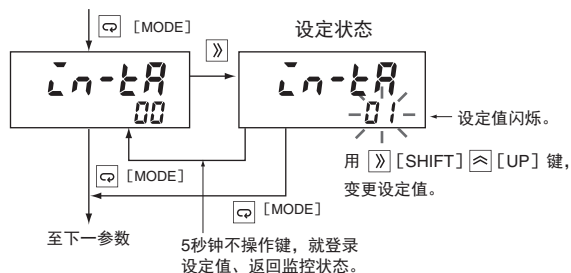 [MODE]
设定状态
in-tA
00
in-tA
01
设定值闪烁。
用 [SHIFT] [UP] 键,
变更设定值。
[MODE]
[MODE]
至下一参数
5秒钟不操作键,就登录
设定值、返回监控状态。